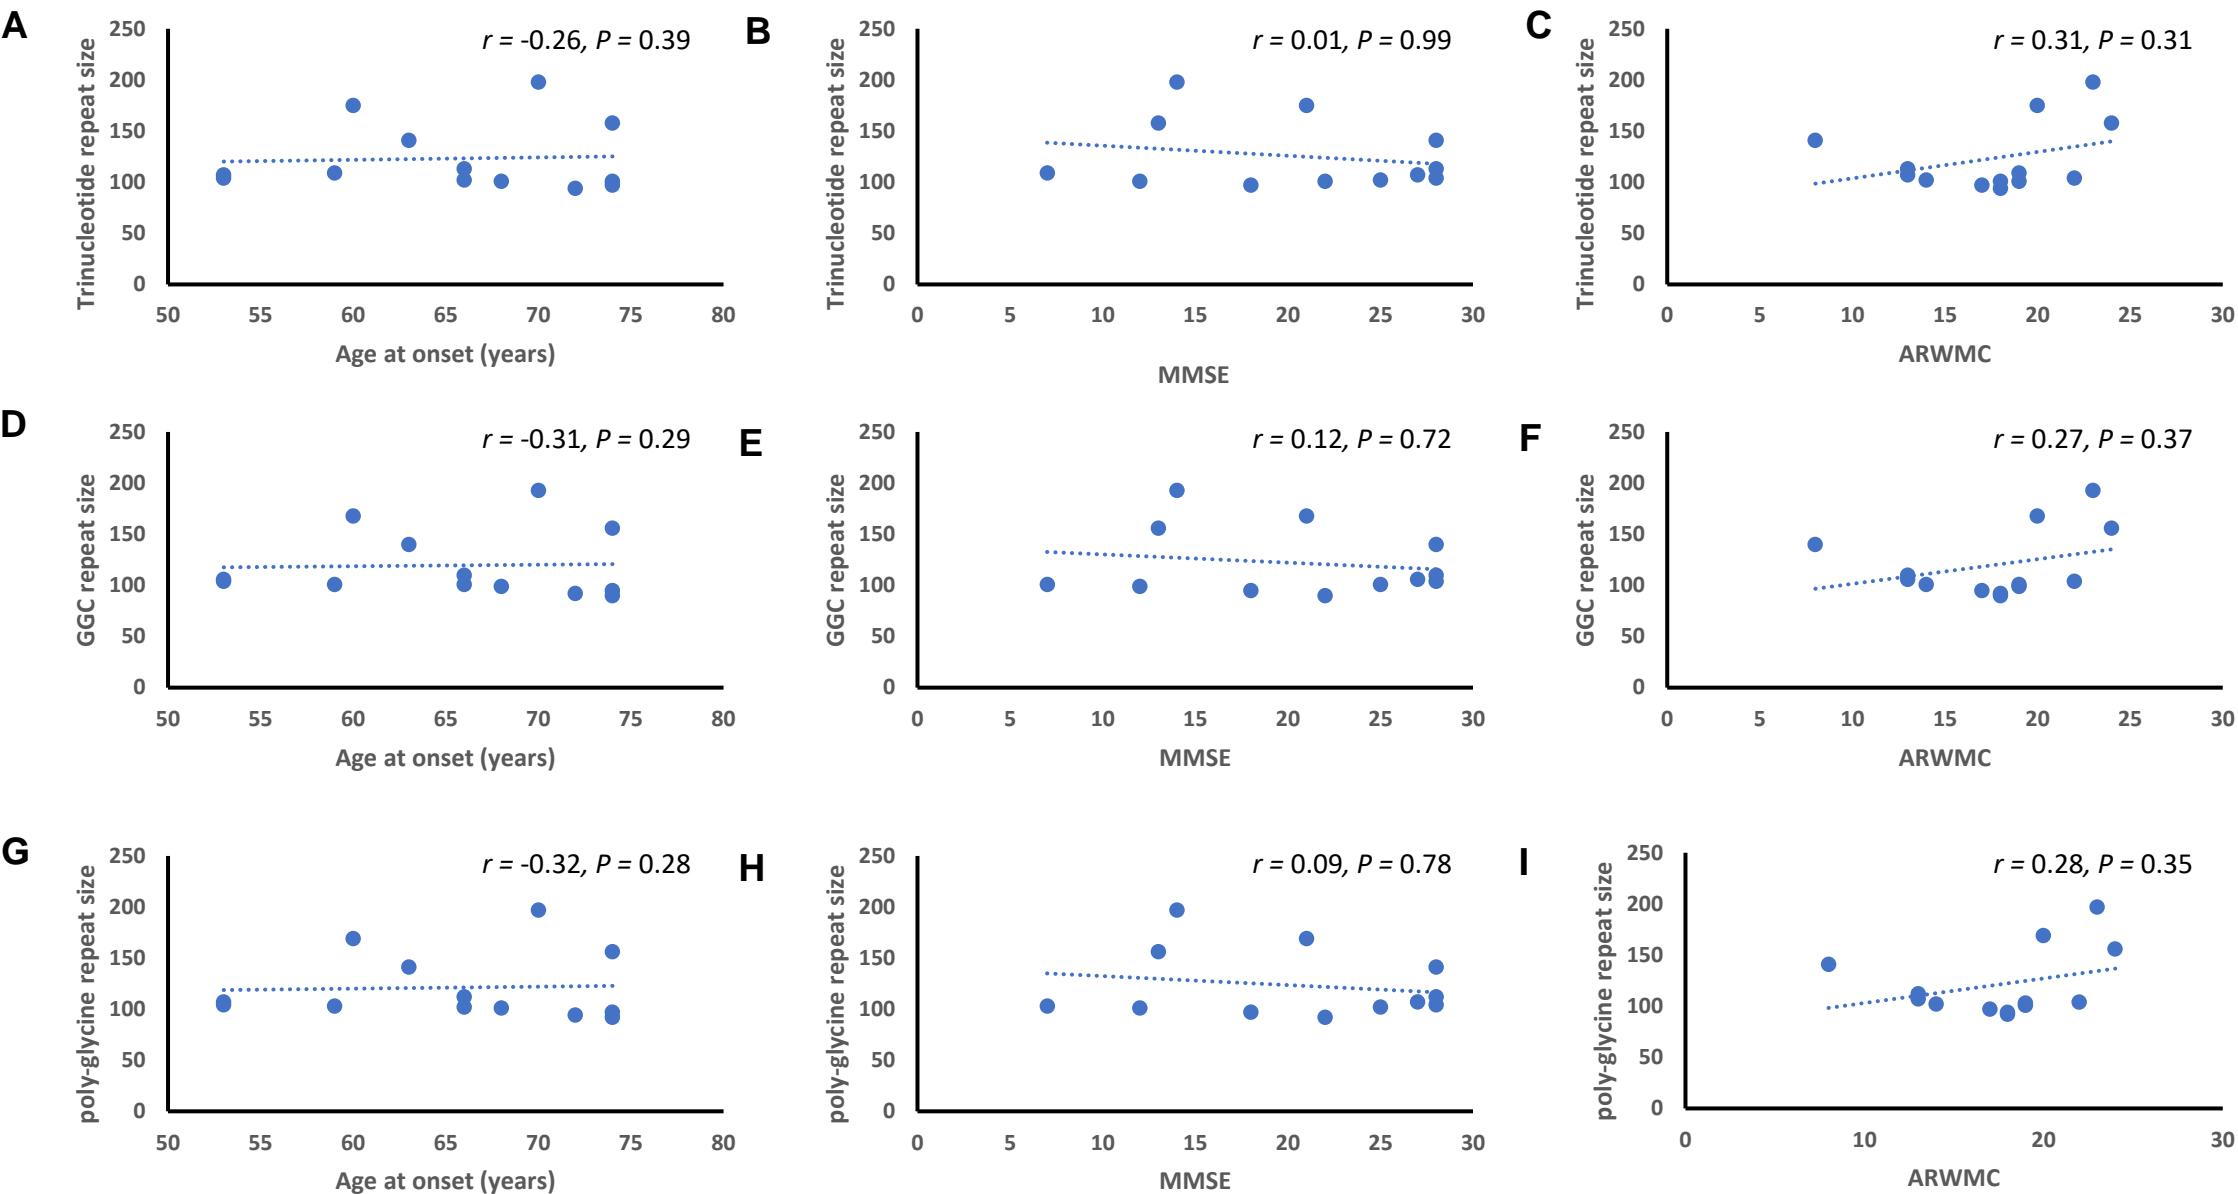 A
r = -0.26, P = 0.39
Trinucleotide repeat size
250
200
150
100
50
0
50 55 60 65 70 75 80
Age at onset (years)
B
r = 0.01, P = 0.99
Trinucleotide repeat size
250
200
150
100
50
0
0 5 10 15 20 25 30
MMSE
C
r = 0.31, P = 0.31
Trinucleotide repeat size
250
200
150
100
50
0
0 5 10 15 20 25 30
ARWMC
D
r = -0.31, P = 0.29
GGC repeat size
250
200
150
100
50
0
50 55 60 65 70 75 80
Age at onset (years)
E
r = 0.12, P = 0.72
GGC repeat size
250
200
150
100
50
0
0 5 10 15 20 25 30
MMSE
F
r = 0.27, P = 0.37
GGC repeat size
250
200
150
100
50
0
0 5 10 15 20 25 30
ARWMC
G
r = -0.32, P = 0.28
poly-glycine repeat size
250
200
150
100
50
0
50 55 60 65 70 75 80
Age at onset (years)
H
r = 0.09, P = 0.78
poly-glycine repeat size
250
200
150
100
50
0
0 5 10 15 20 25 30
MMSE
I
r = 0.28, P = 0.35
poly-glycine repeat size
250
200
150
100
50
0
0 10 20 30
ARWMC